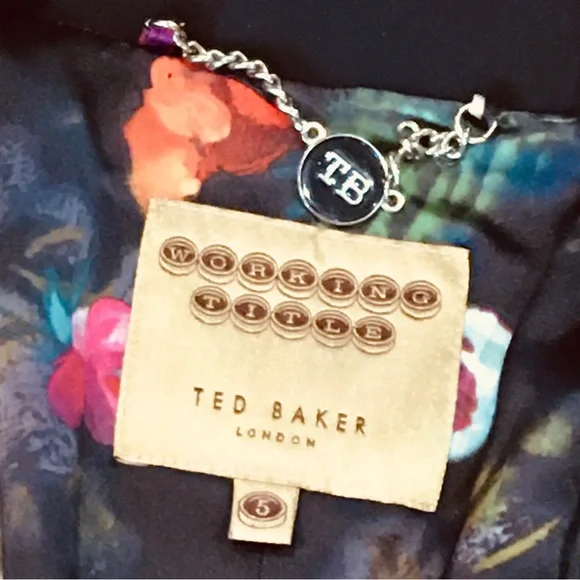 TB
WORKING
TITLE
TED BAKER
LONDON
5